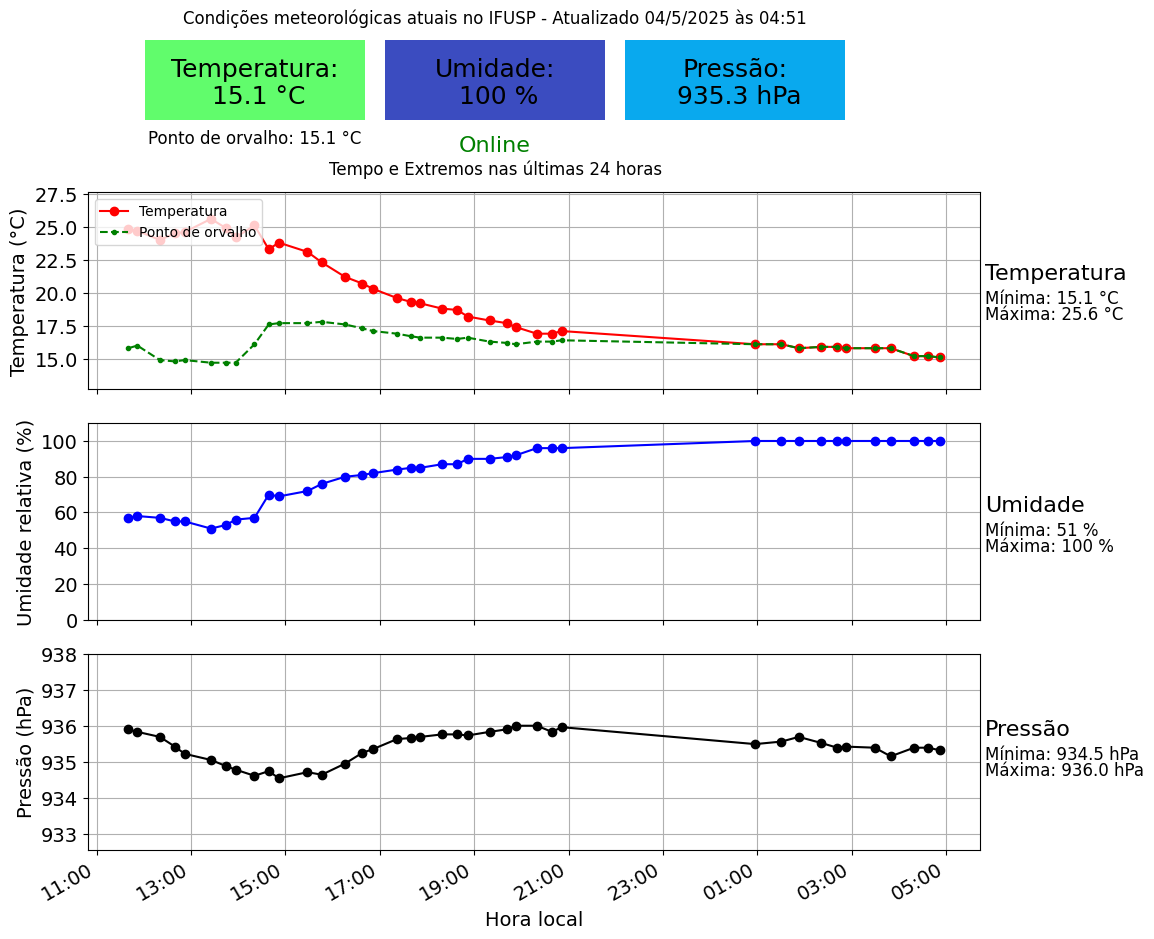 Condições meteorológicas atuais no IFUSP - Atualizado 04/5/2025 às 04:51
Temperatura:
15.1 °C
Umidade:
100 %
Pressão:
935.3 hPa
Ponto de orvalho: 15.1 °C
Online
Tempo e Extremos nas últimas 24 horas
Temperatura (°C)
27.5
25.0
22.5
20.0
17.5
15.0
Temperatura
Ponto de orvalho
Temperatura
Mínima: 15.1 °C
Máxima: 25.6 °C
Umidade relativa (%)
100
80
60
40
20
0
Umidade
Mínima: 51 %
Máxima: 100 %
Pressão (hPa)
938
937
936
935
934
933
Pressão
Mínima: 934.5 hPa
Máxima: 936.0 hPa
11:00
13:00
15:00
17:00
19:00
21:00
23:00
01:00
03:00
05:00
Hora local